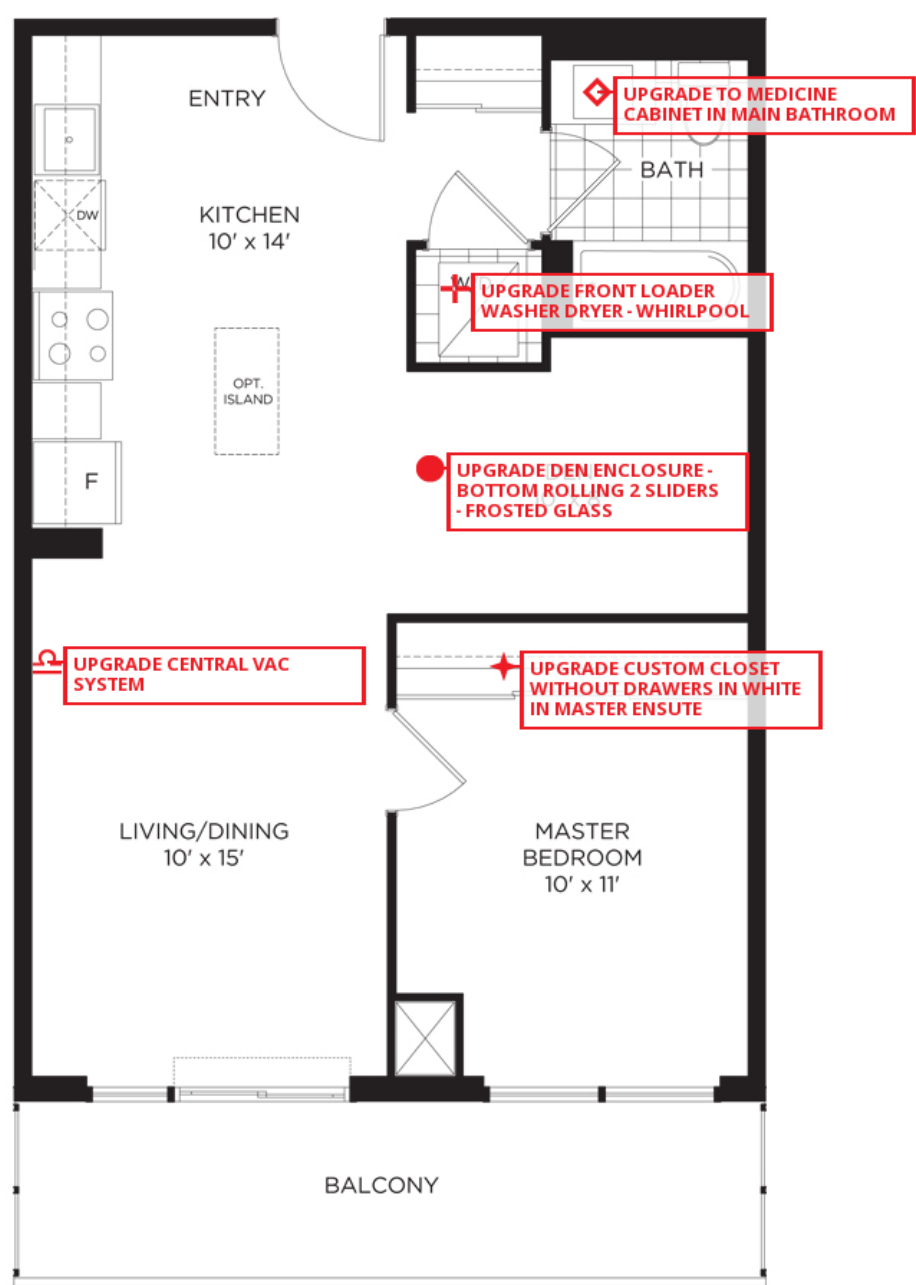 ENTRY
UPGRADE TO MEDICINE
CABINET IN MAIN BATHROOM
BATH
KITCHEN
10' x 14'
DW
UPGRADE FRONT LOADER
WASHER DRYER - WHIRLPOOL
OPT.
ISLAND
F
UPGRADE DEN ENCLOSURE -
BOTTOM ROLLING 2 SLIDERS
- FROSTED GLASS
DEN
UPGRADE CENTRAL VAC
SYSTEM
UPGRADE CUSTOM CLOSET
WITHOUT DRAWERS IN WHITE
IN MASTER ENSUTE
LIVING/DINING
10' x 15'
MASTER
BEDROOM
10' x 11'
BALCONY